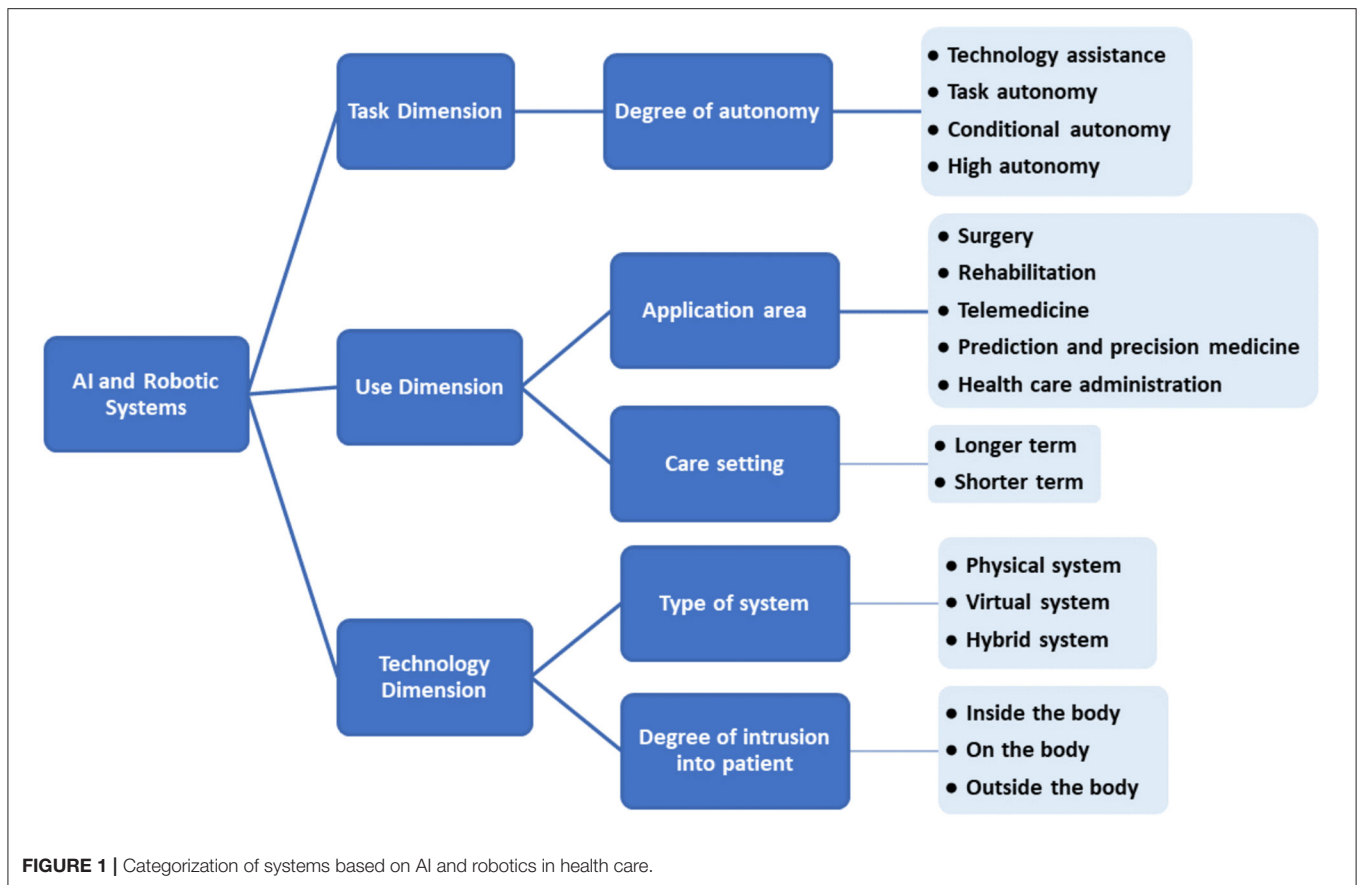 AI and Robotic
Systems
Task Dimension
Degree of autonomy
● Technology assistance
● Task autonomy
● Conditional autonomy
● High autonomy
Use Dimension
Application area
● Surgery
● Rehabilitation
● Telemedicine
● Prediction and precision medicine
● Health care administration
Care setting
● Longer term
● Shorter term
Technology
Dimension
Type of system
● Physical system
● Virtual system
● Hybrid system
Degree of intrusion
into patient
● Inside the body
● On the body
● Outside the body
FIGURE 1 | Categorization of systems based on AI and robotics in health care.